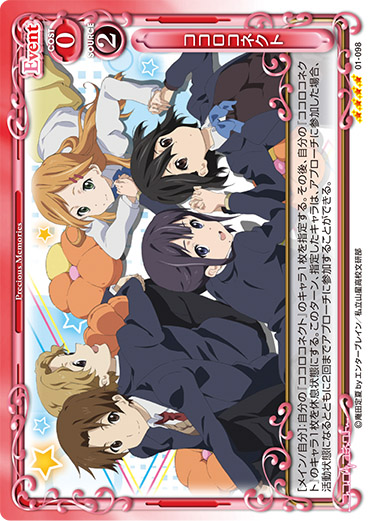 Event
COST
0
SOURCE
2
ココロコネクト
Precious Memories
[メイン/自分]:自分の『ココロコネクト』のキャラ1枚を指定する。その後、自分の『ココロコネク
ト』のキャラ1枚を休息状態にする。このターン、指定したキャラは、アプローチに参加した場合、
活動状態になるとともに2回までアプローチに参加することができる。
©庵田定夏 by エンターブレイン/私立山星高校文研部
01-098
ココロコネクト